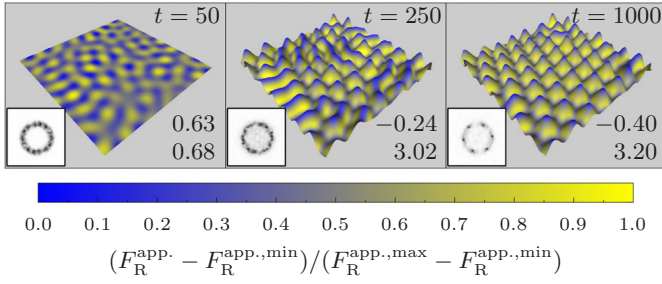 t = 50
t = 250
t = 1000
0.63
0.68
−0.24
3.02
−0.40
3.20
0.0 0.1 0.2 0.3 0.4 0.5 0.6 0.7 0.8 0.9 1.0
(F_R^app. − F_R^app.,min)/(F_R^app.,max − F_R^app.,min)